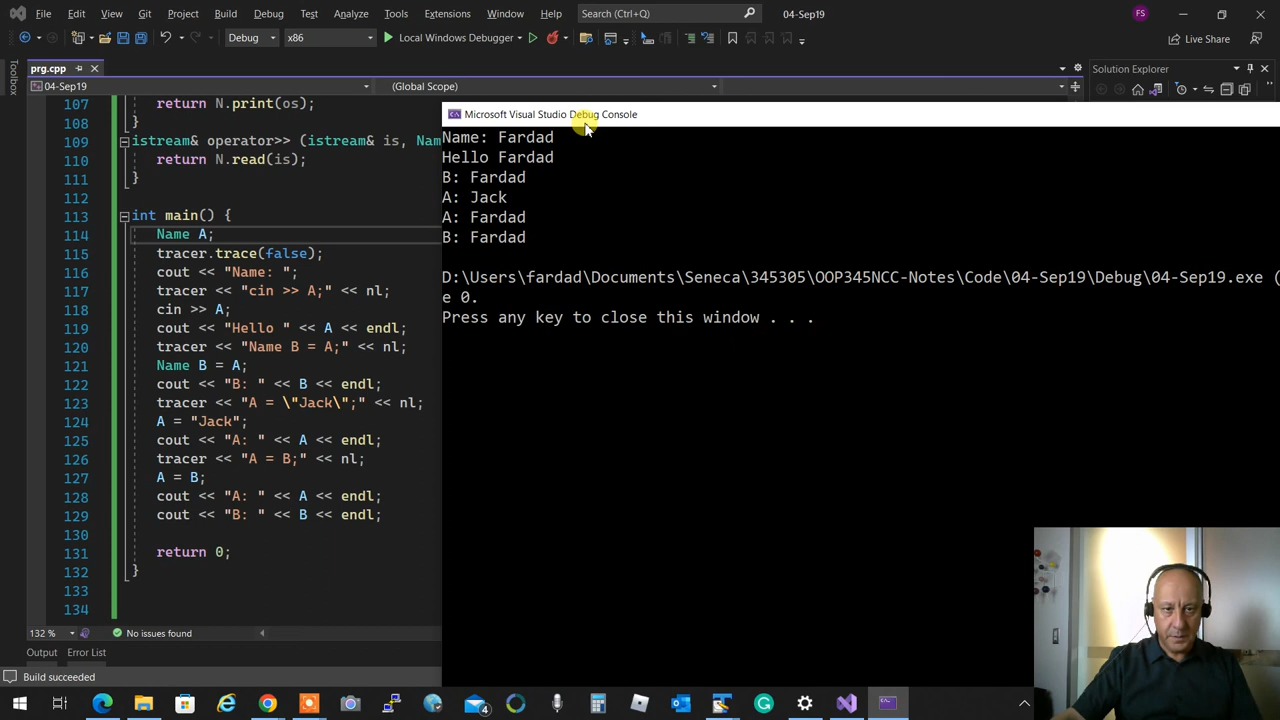 File Edit View Git Project Build Debug Test Analyze Tools Extensions Window Help Search (Ctrl+Q) 04-Sep19 FS
Debug x86 Local Windows Debugger Live Share
Toolbox
prg.cpp
Solution Explorer
04-Sep19 (Global Scope)
107 return N.print(os);
108 }
109 istream& operator>> (istream& is, Nam
110 return N.read(is);
111 }
112
113 int main() {
114 Name A;
115 tracer.trace(false);
116 cout << "Name: ";
117 tracer << "cin >> A;" << nl;
118 cin >> A;
119 cout << "Hello " << A << endl;
120 tracer << "Name B = A;" << nl;
121 Name B = A;
122 cout << "B: " << B << endl;
123 tracer << "A = \"Jack\";" << nl;
124 A = "Jack";
125 cout << "A: " << A << endl;
126 tracer << "A = B;" << nl;
127 A = B;
128 cout << "A: " << A << endl;
129 cout << "B: " << B << endl;
130
131 return 0;
132 }
133
134
Microsoft Visual Studio Debug Console
Name: Fardad
Hello Fardad
B: Fardad
A: Jack
A: Fardad
B: Fardad
D:\Users\fardad\Documents\Seneca\345305\OOP345NCC-Notes\Code\04-Sep19\Debug\04-Sep19.exe (
e 0.
Press any key to close this window . . .
132 % No issues found
Output Error List
Build succeeded
4